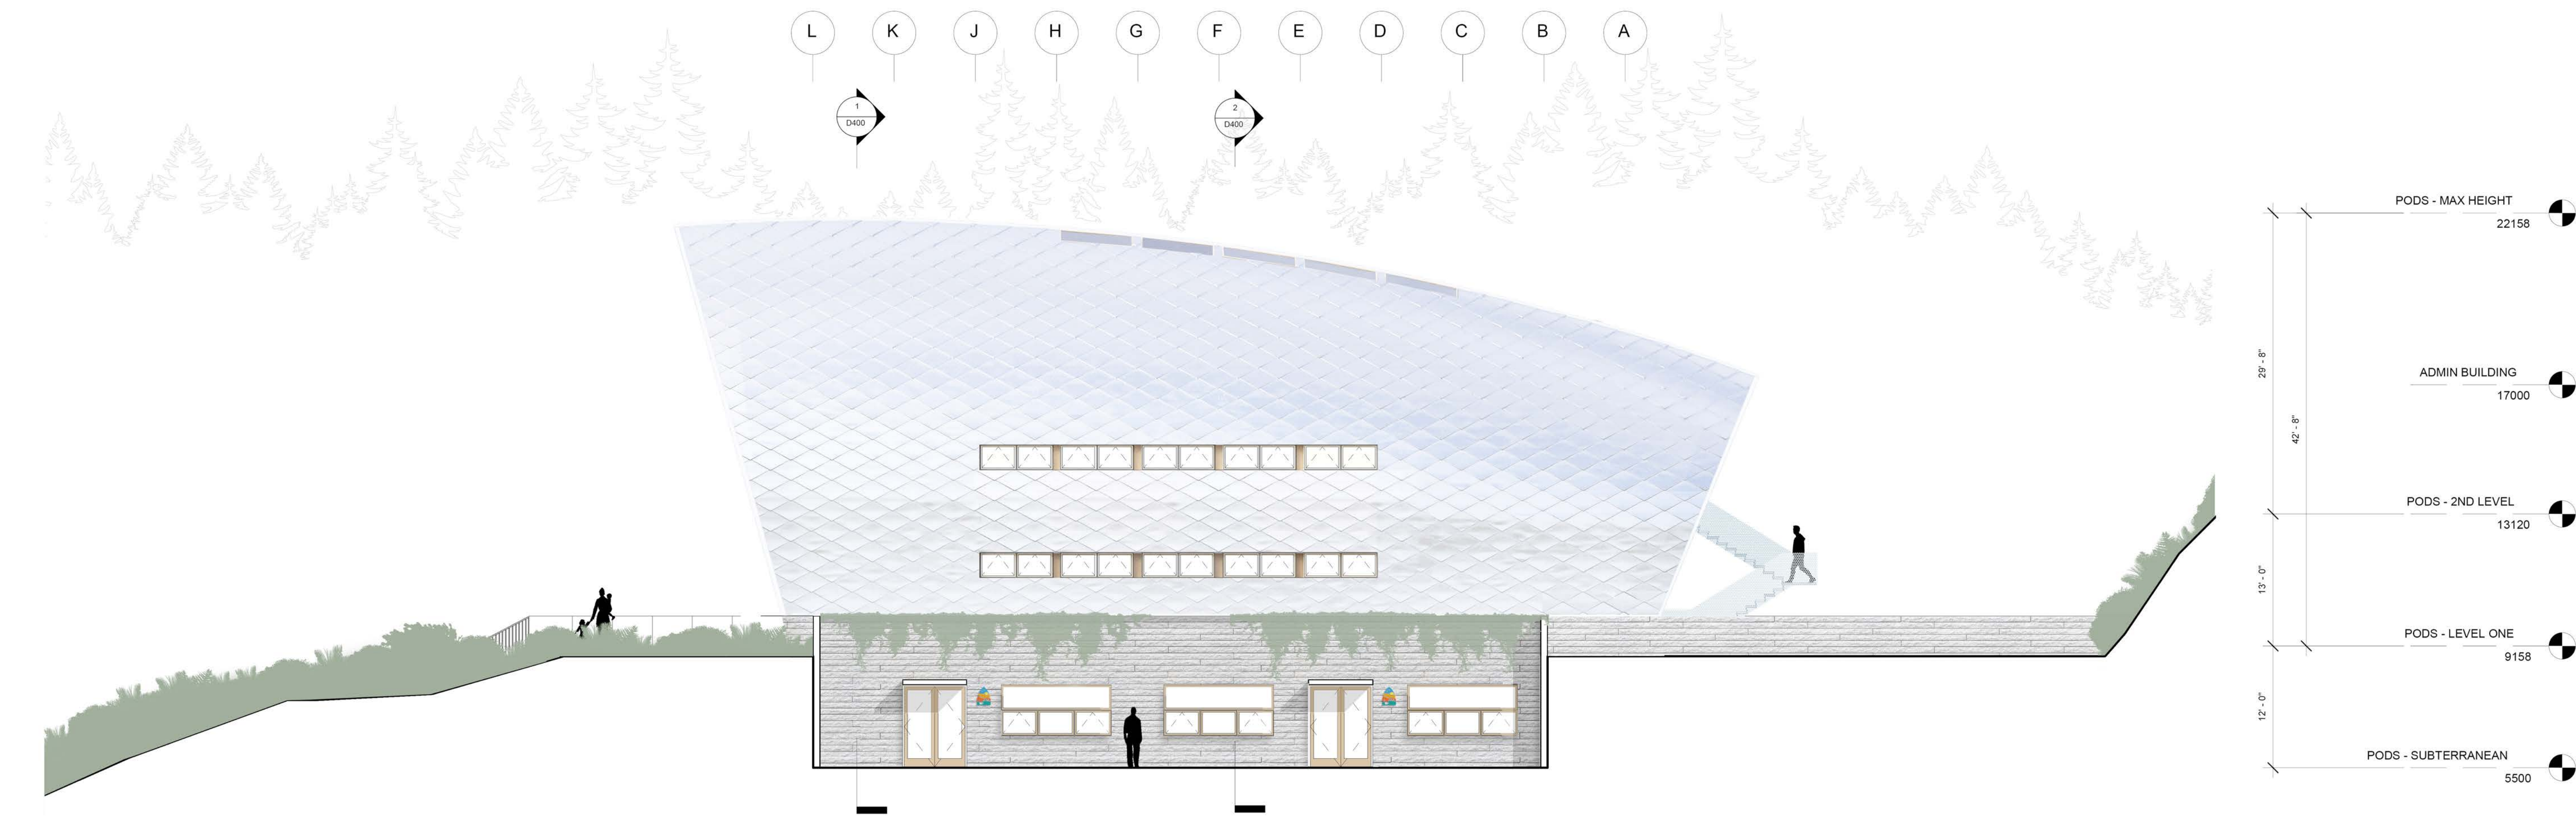 L K J H G F E D C B A
1
D400
2
D400
PODS - MAX HEIGHT
22158
ADMIN BUILDING
17000
PODS - 2ND LEVEL
13120
PODS - LEVEL ONE
9158
PODS - SUBTERRANEAN
5500
29' - 8"
42' - 8"
13' - 0"
12' - 0"